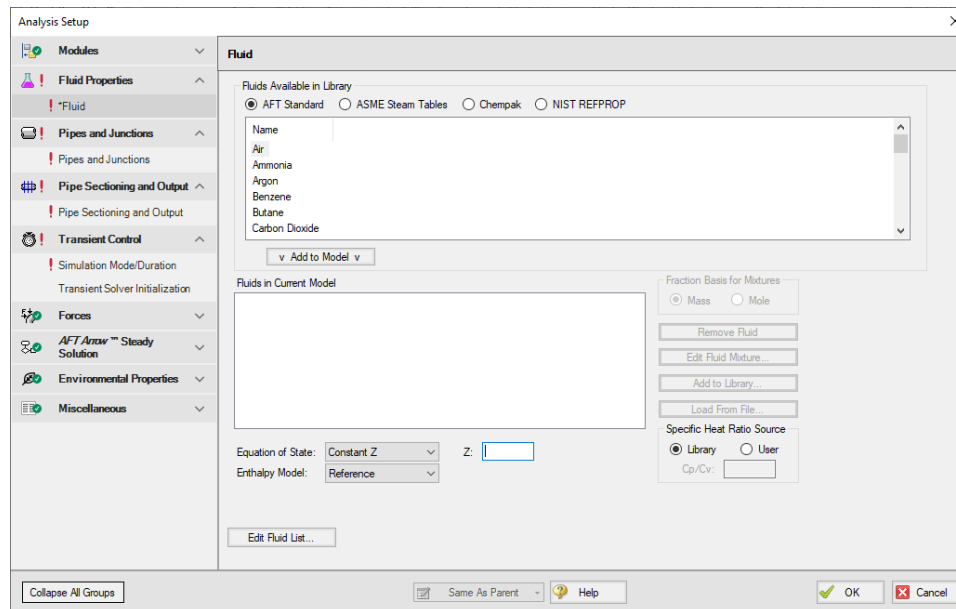 Analysis Setup
Modules
Fluid Properties
*Fluid
Pipes and Junctions
Pipes and Junctions
Pipe Sectioning and Output
Pipe Sectioning and Output
Transient Control
Simulation Mode/Duration
Transient Solver Initialization
Forces
AFT Arrow ™ Steady
Solution
Environmental Properties
Miscellaneous
Collapse All Groups
Fluid
Fluids Available in Library
AFT Standard ASME Steam Tables Chempak NIST REFPROP
Name
Air
Ammonia
Argon
Benzene
Butane
Carbon Dioxide
v Add to Model v
Fluids in Current Model
Fraction Basis for Mixtures
Mass Mole
Remove Fluid
Edit Fluid Mixture...
Add to Library...
Load From File...
Specific Heat Ratio Source
Library User
Cp/Cv:
Equation of State: Constant Z Z:
Enthalpy Model: Reference
Edit Fluid List...
Same As Parent Help OK Cancel